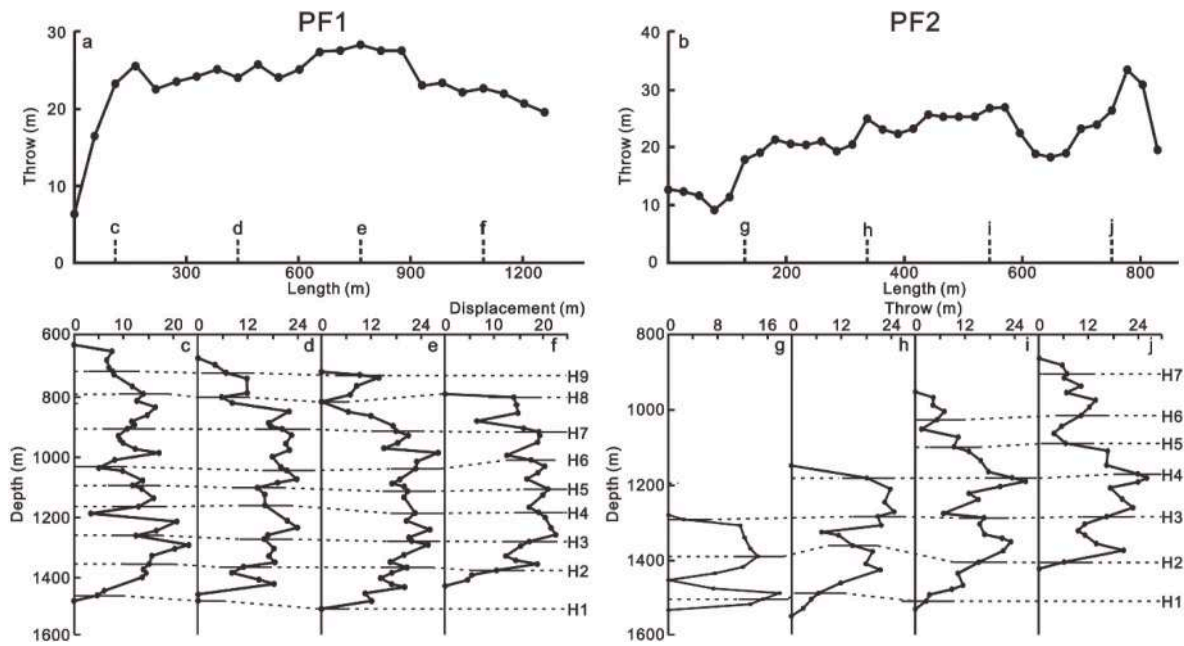 PF1
PF2
30
20
10
0
Throw (m)
a
c
d
e
f
300
600
900
1200
Length (m)
40
30
20
10
0
Throw (m)
b
g
h
i
j
200
400
600
800
Length (m)
Displacement (m)
0 10 20
0 12 24
0 12 24
0 10 20
600
800
1000
1200
1400
1600
Depth (m)
c
d
e
f
H9
H8
H7
H6
H5
H4
H3
H2
H1
Throw (m)
0 8 16
0 12 24
0 12 24
0 12 24
800
1000
1200
1400
1600
Depth (m)
g
h
i
j
H7
H6
H5
H4
H3
H2
H1